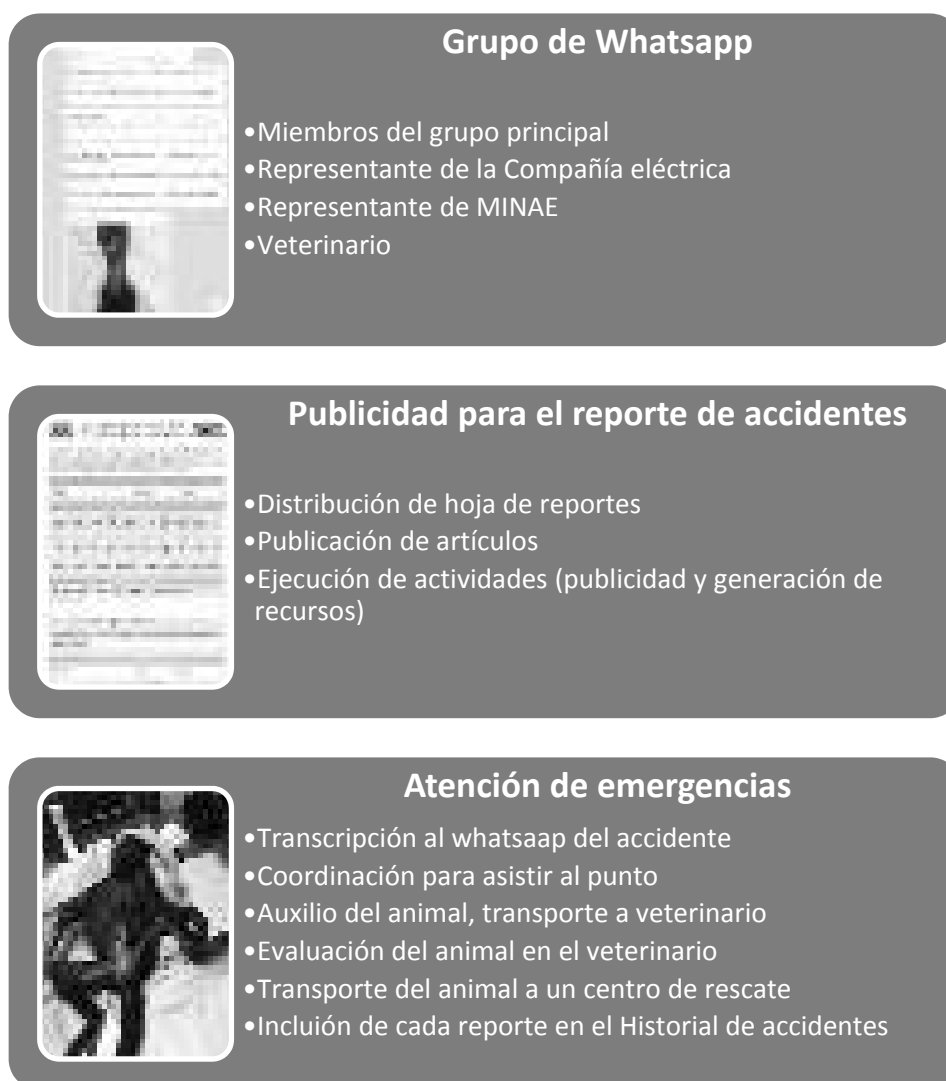 Grupo de Whatsapp
•Miembros del grupo principal
•Representante de la Compañía eléctrica
•Representante de MINAE
•Veterinario
Publicidad para el reporte de accidentes
•Distribución de hoja de reportes
•Publicación de artículos
•Ejecución de actividades (publicidad y generación de
recursos)
Atención de emergencias
•Transcripción al whatsaap del accidente
•Coordinación para asistir al punto
•Auxilio del animal, transporte a veterinario
•Evaluación del animal en el veterinario
•Transporte del animal a un centro de rescate
•Incluión de cada reporte en el Historial de accidentes